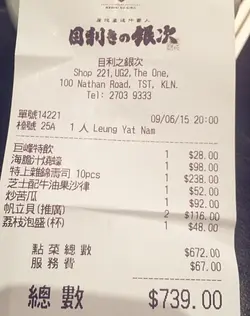 目利きの銀次
目利之銀次
Shop 221,UG2,The One,
100 Nathan Road, TST, KLN.
Tel: 2703 9333
單號14221 09/06/15 20:00
檯號 25A 1 人 Leung Yat Nam
巨峰特飲 1 $28.00
海膽汁燒蠔 1 $98.00
特上雜錦壽司 10pcs 1 $238.00
芝士配牛油果沙律 1 $52.00
炒苦瓜 1 $92.00
帆立貝(推廣) 2 $116.00
荔枝泡盛(杯) 1 $48.00
點菜總數 $672.00
服務費 $67.00
總數 $739.00